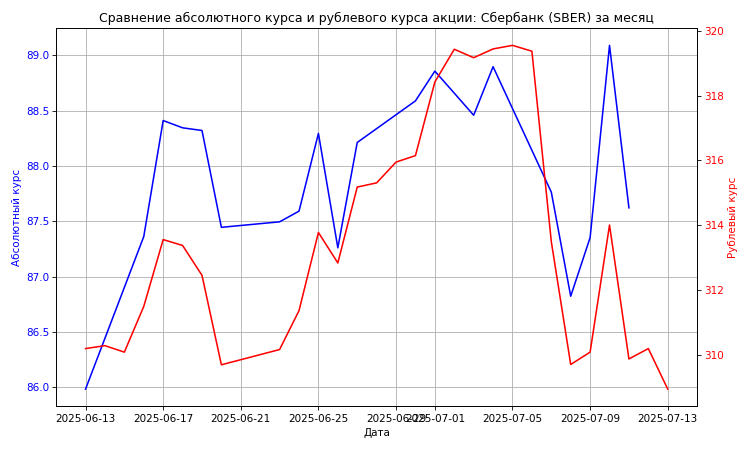 Сравнение абсолютного курса и рублевого курса акции: Сбербанк (SBER) за месяц
Абсолютный курс
89.0
88.5
88.0
87.5
87.0
86.5
86.0
320
318
316
314
312
310
Рублевый курс
2025-06-13 2025-06-17 2025-06-21 2025-06-25 2025-06-29 2025-07-01 2025-07-05 2025-07-09 2025-07-13
Дата